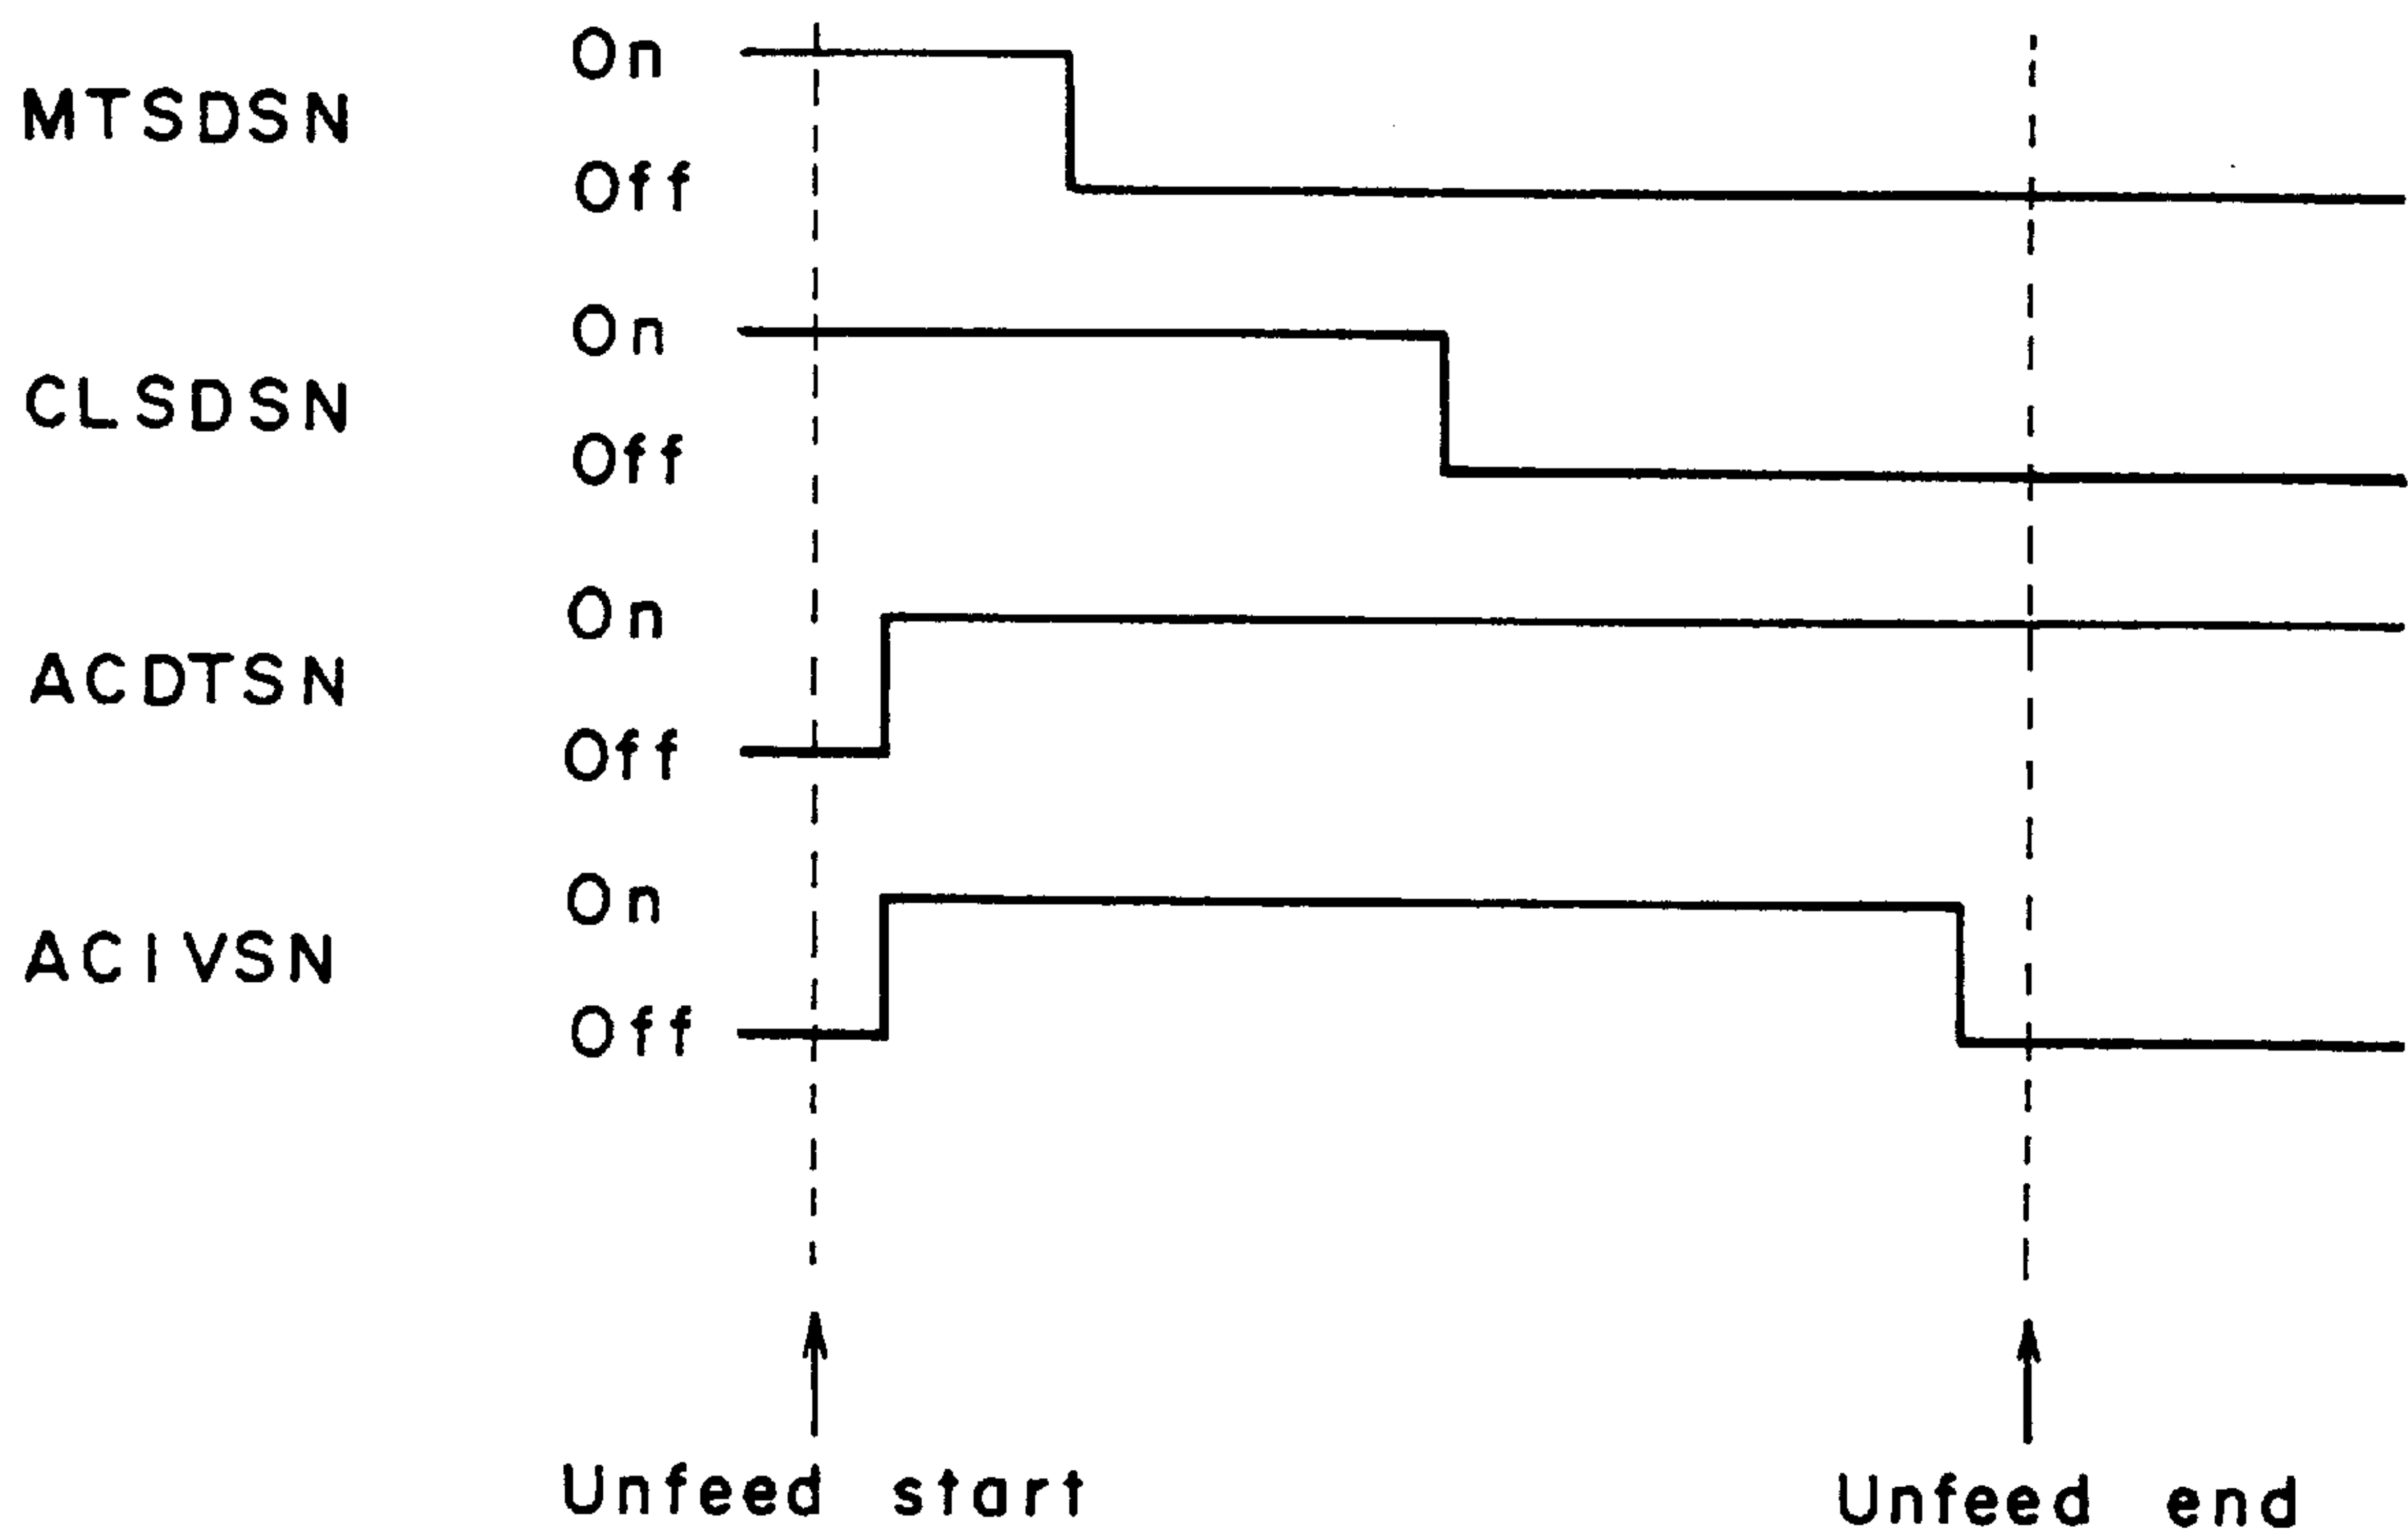 On
MTSDSN
Off
On
CLSDSN
Off
On
ACDTSN
Off
On
ACIVSN
Off
Unfeed start
Unfeed end